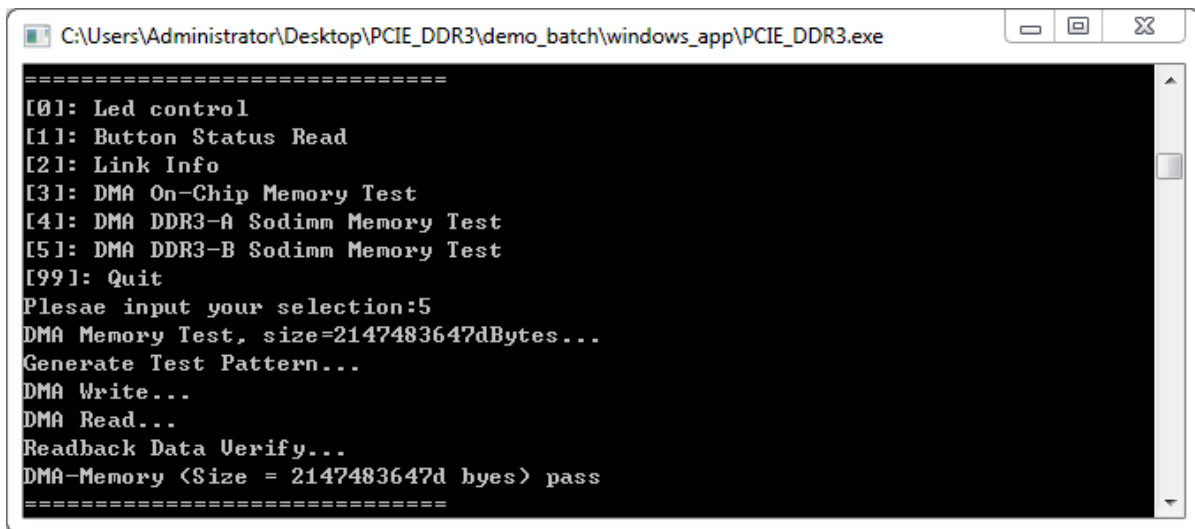 C:\Users\Administrator\Desktop\PCIE_DDR3\demo_batch\windows_app\PCIE_DDR3.exe
==============================
[0]: Led control
[1]: Button Status Read
[2]: Link Info
[3]: DMA On-Chip Memory Test
[4]: DMA DDR3-A Sodimm Memory Test
[5]: DMA DDR3-B Sodimm Memory Test
[99]: Quit
Plesae input your selection:5
DMA Memory Test, size=2147483647dBytes...
Generate Test Pattern...
DMA Write...
DMA Read...
Readback Data Verify...
DMA-Memory (Size = 2147483647d byes) pass
==============================